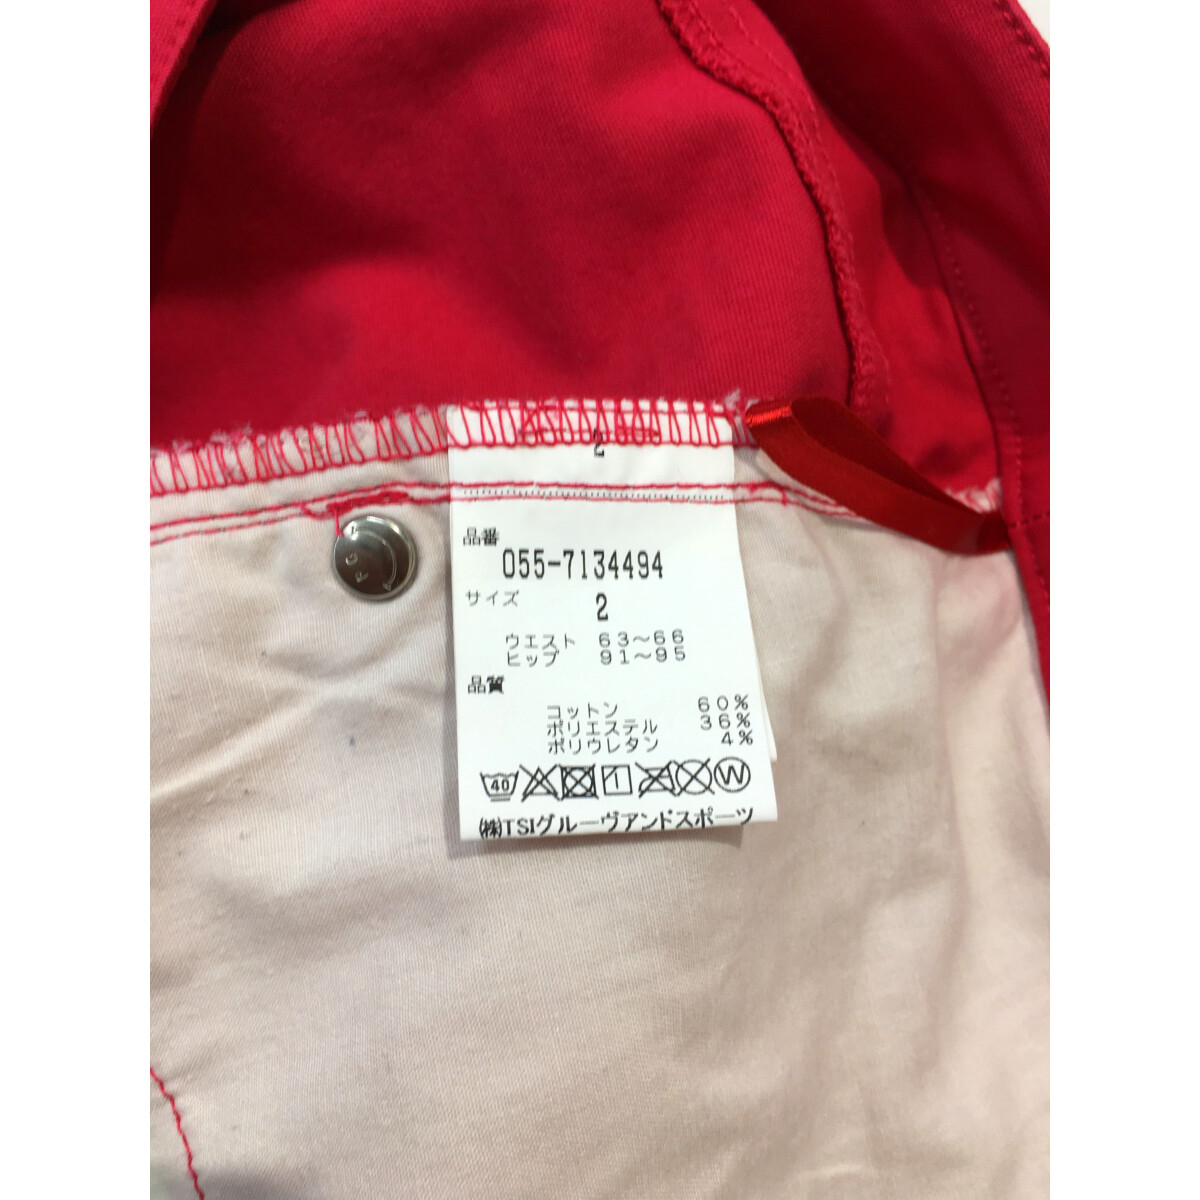 2
品番
055-7134494
サイズ
2
ウエスト 63～66
ヒップ 91～95
品質
コットン 60%
ポリエステル 36%
ポリウレタン 4%
40
W
㈱TSIグルーヴアンドスポーツ